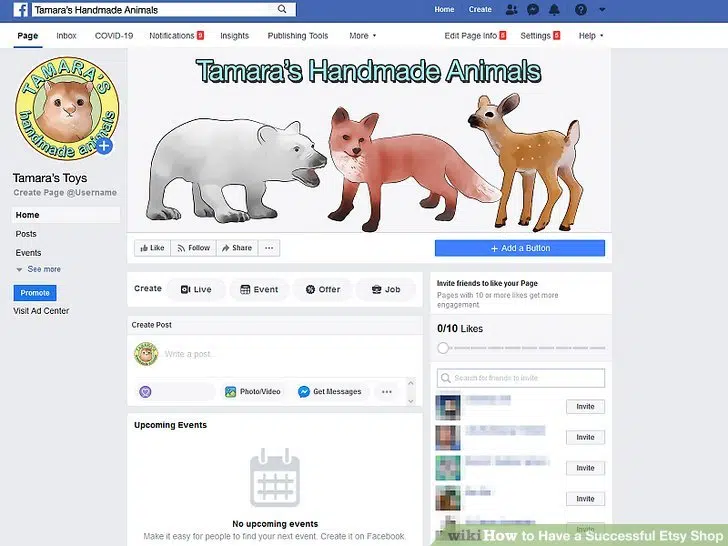 Tamara's Handmade Animals
Home
Create
Page
Inbox
COVID-19
Notifications 9
Insights
Publishing Tools
More
Edit Page Info 6
Settings 6
Help
TAMARA'S
handmade animals
Tamara's Handmade Animals
Tamara's Toys
Create Page @Username
Home
Posts
Events
See more
Promote
Visit Ad Center
Like
Follow
Share
...
+ Add a Button
Create
Live
Event
Offer
Job
Create Post
Write a post.
Photo/Video
Get Messages
...
Upcoming Events
No upcoming events
Make it easy for people to find your next event. Create it on Facebook.
Invite friends to like your Page
Pages with 10 or more likes get more
engagement.
0/10 Likes
Search for friends to invite
Invite
Invite
Invite
Invite
Invite
wikiHow to Have a Successful Etsy Shop